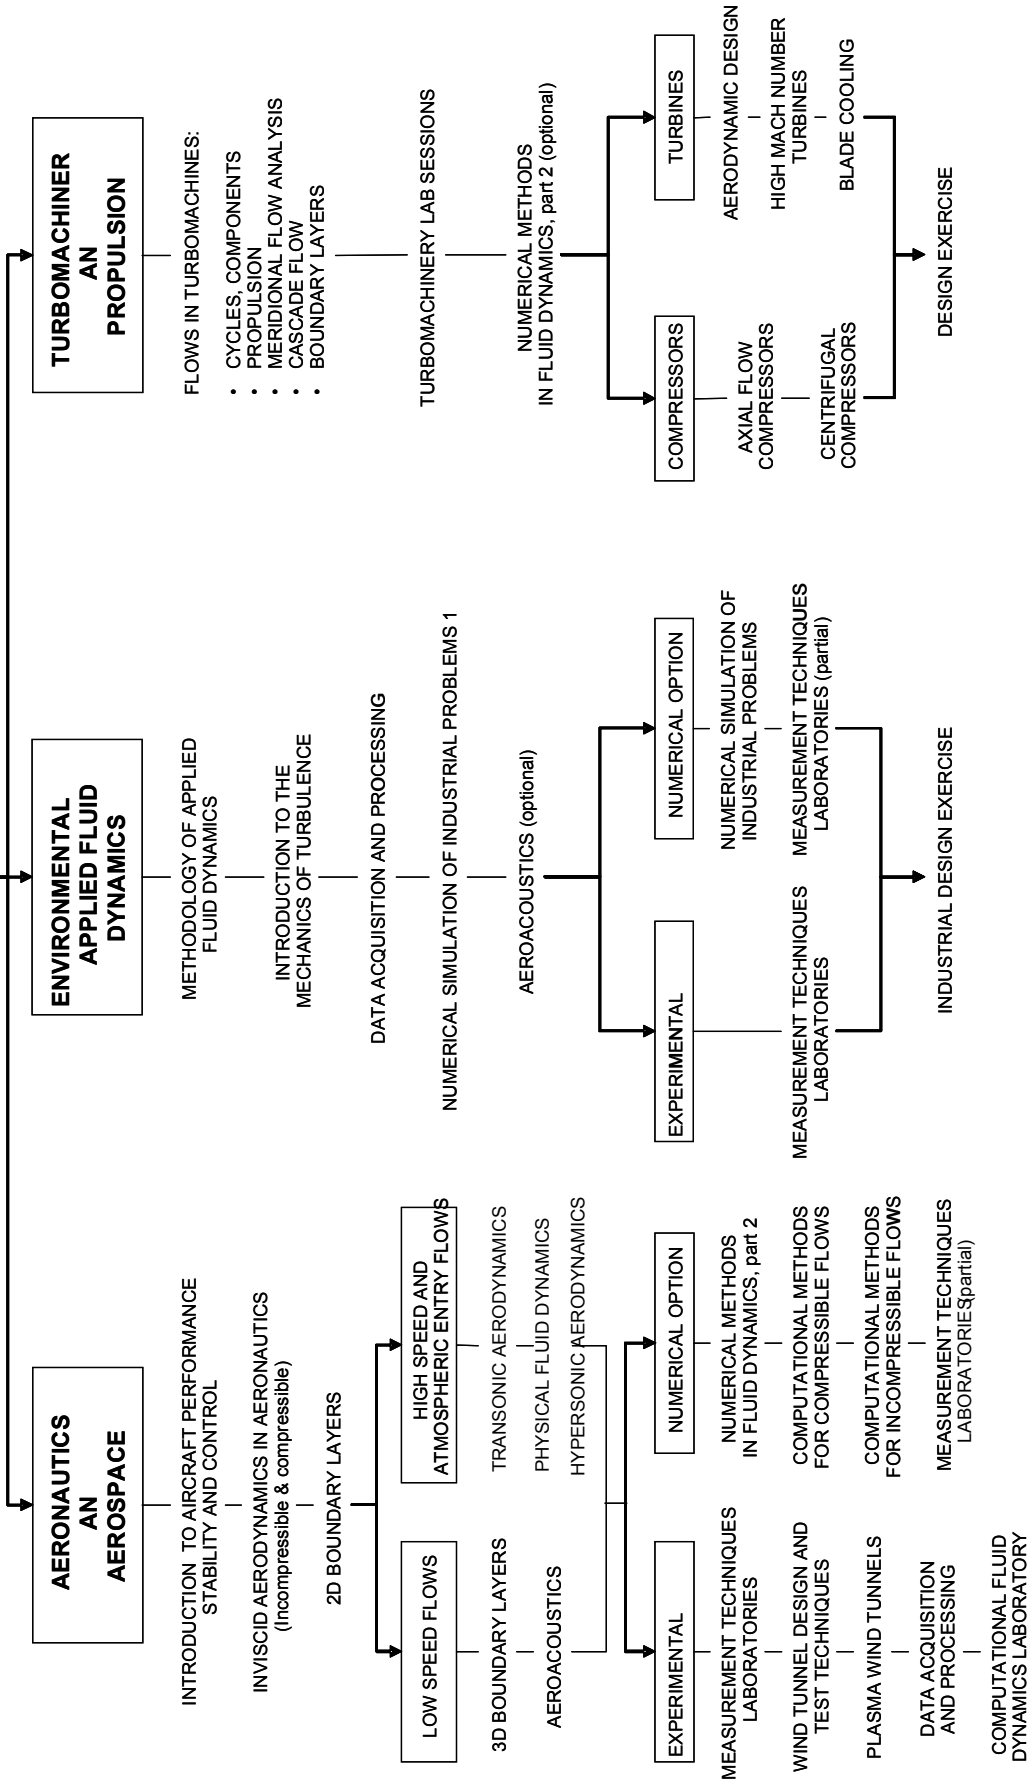 AERONAUTICS
AN
AEROSPACE
INTRODUCTION TO AIRCRAFT PERFORMANCE
STABILITY AND CONTROL
INVISCID AERODYNAMICS IN AERONAUTICS
(Incompressible & compressible)
2D BOUNDARY LAYERS
LOW SPEED FLOWS
3D BOUNDARY LAYERS
AEROACOUSTICS
HIGH SPEED AND
ATMOSPHERIC ENTRY FLOWS
TRANSONIC AERODYNAMICS
PHYSICAL FLUID DYNAMICS
HYPERSONIC AERODYNAMICS
EXPERIMENTAL
MEASUREMENT TECHNIQUES
LABORATORIES
WIND TUNNEL DESIGN AND
TEST TECHNIQUES
PLASMA WIND TUNNELS
DATA ACQUISITION
AND PROCESSING
COMPUTATIONAL FLUID
DYNAMICS LABORATORY
NUMERICAL OPTION
NUMERICAL METHODS
IN FLUID DYNAMICS, part 2
COMPUTATIONAL METHODS
FOR COMPRESSIBLE FLOWS
COMPUTATIONAL METHODS
FOR INCOMPRESSIBLE FLOWS
MEASUREMENT TECHNIQUES
LABORATORIES(partial)
ENVIRONMENTAL
APPLIED FLUID
DYNAMICS
METHODOLOGY OF APPLIED
FLUID DYNAMICS
INTRODUCTION TO THE
MECHANICS OF TURBULENCE
DATA ACQUISITION AND PROCESSING
NUMERICAL SIMULATION OF INDUSTRIAL PROBLEMS 1
AEROACOUSTICS (optional)
EXPERIMENTAL
MEASUREMENT TECHNIQUES
LABORATORIES
NUMERICAL OPTION
NUMERICAL SIMULATION OF
INDUSTRIAL PROBLEMS
MEASUREMENT TECHNIQUES
LABORATORIES (partial)
INDUSTRIAL DESIGN EXERCISE
TURBOMACHINER
AN
PROPULSION
FLOWS IN TURBOMACHINES:
• CYCLES, COMPONENTS
• PROPULSION
• MERIDIONAL FLOW ANALYSIS
• CASCADE FLOW
• BOUNDARY LAYERS
TURBOMACHINERY LAB SESSIONS
NUMERICAL METHODS
IN FLUID DYNAMICS, part 2 (optional)
COMPRESSORS
AXIAL FLOW
COMPRESSORS
CENTRIFUGAL
COMPRESSORS
TURBINES
AERODYNAMIC DESIGN
HIGH MACH NUMBER
TURBINES
BLADE COOLING
DESIGN EXERCISE